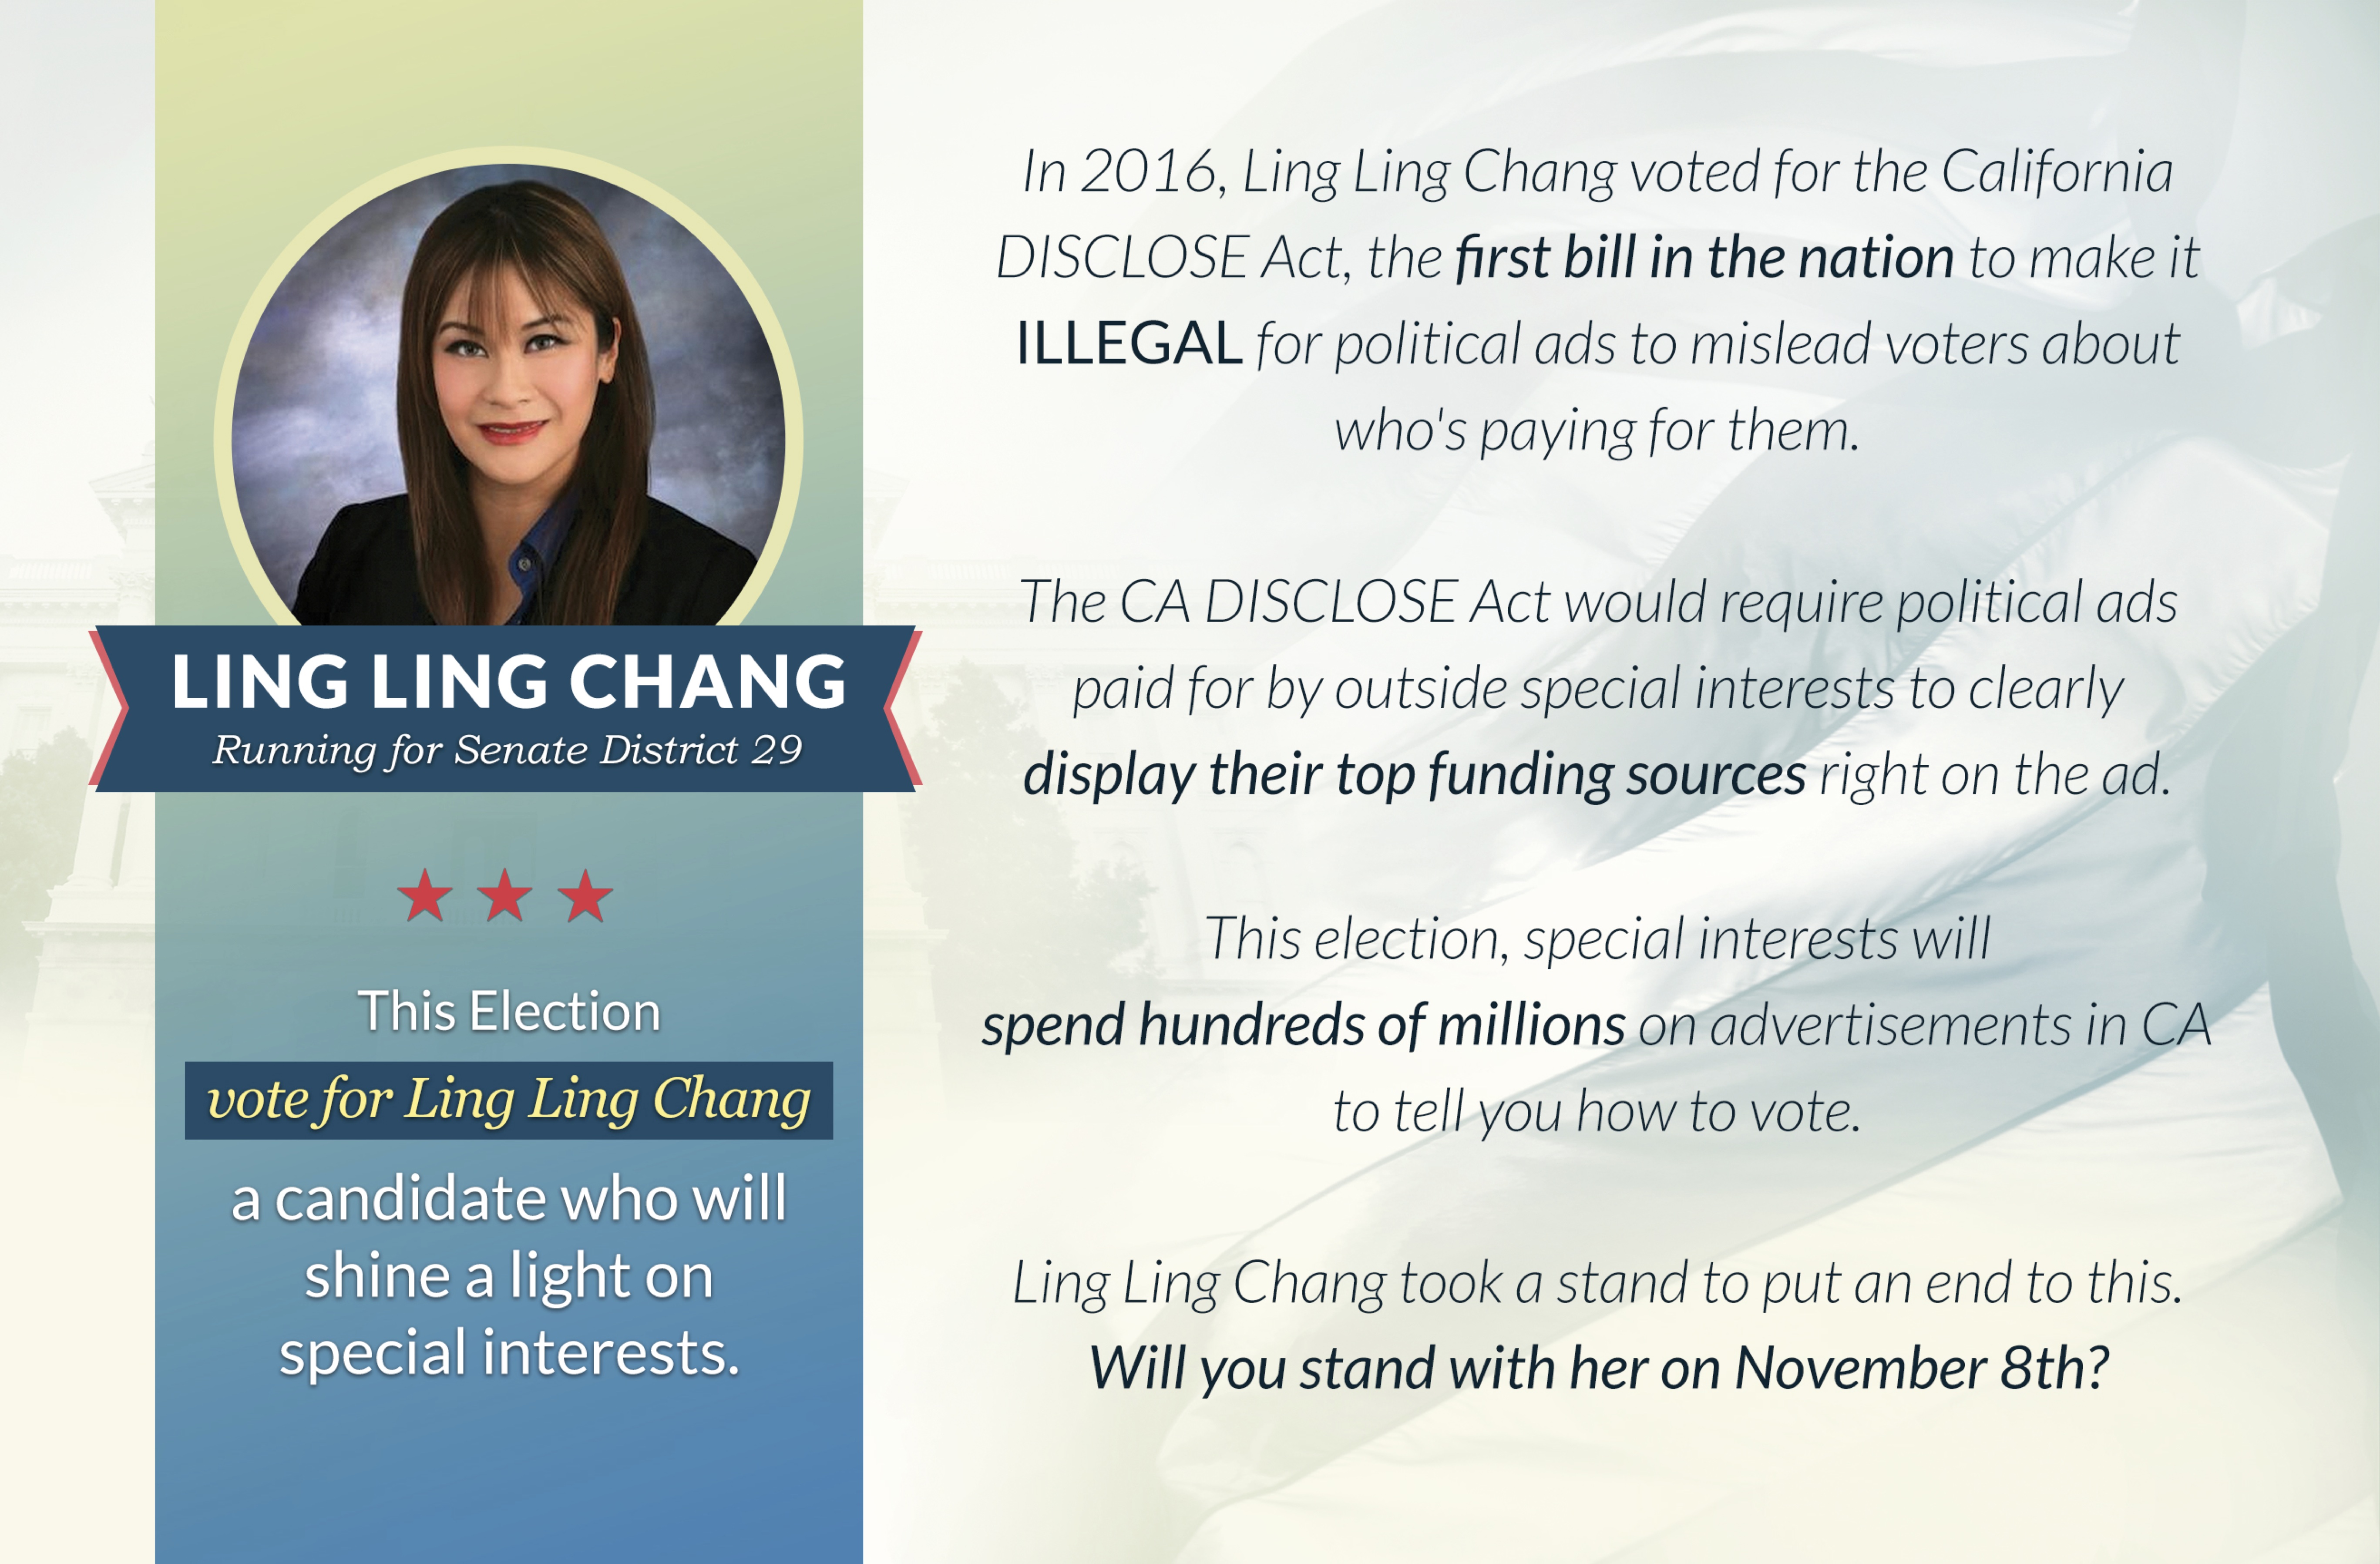 LING LING CHANG
Running for Senate District 29
This Election
vote for Ling Ling Chang
a candidate who will
shine a light on
special interests.
In 2016, Ling Ling Chang voted for the California
DISCLOSE Act, the first bill in the nation to make it
ILLEGAL for political ads to mislead voters about
who's paying for them.
The CA DISCLOSE Act would require political ads
paid for by outside special interests to clearly
display their top funding sources right on the ad.
This election, special interests will
spend hundreds of millions on advertisements in CA
to tell you how to vote.
Ling Ling Chang took a stand to put an end to this.
Will you stand with her on November 8th?